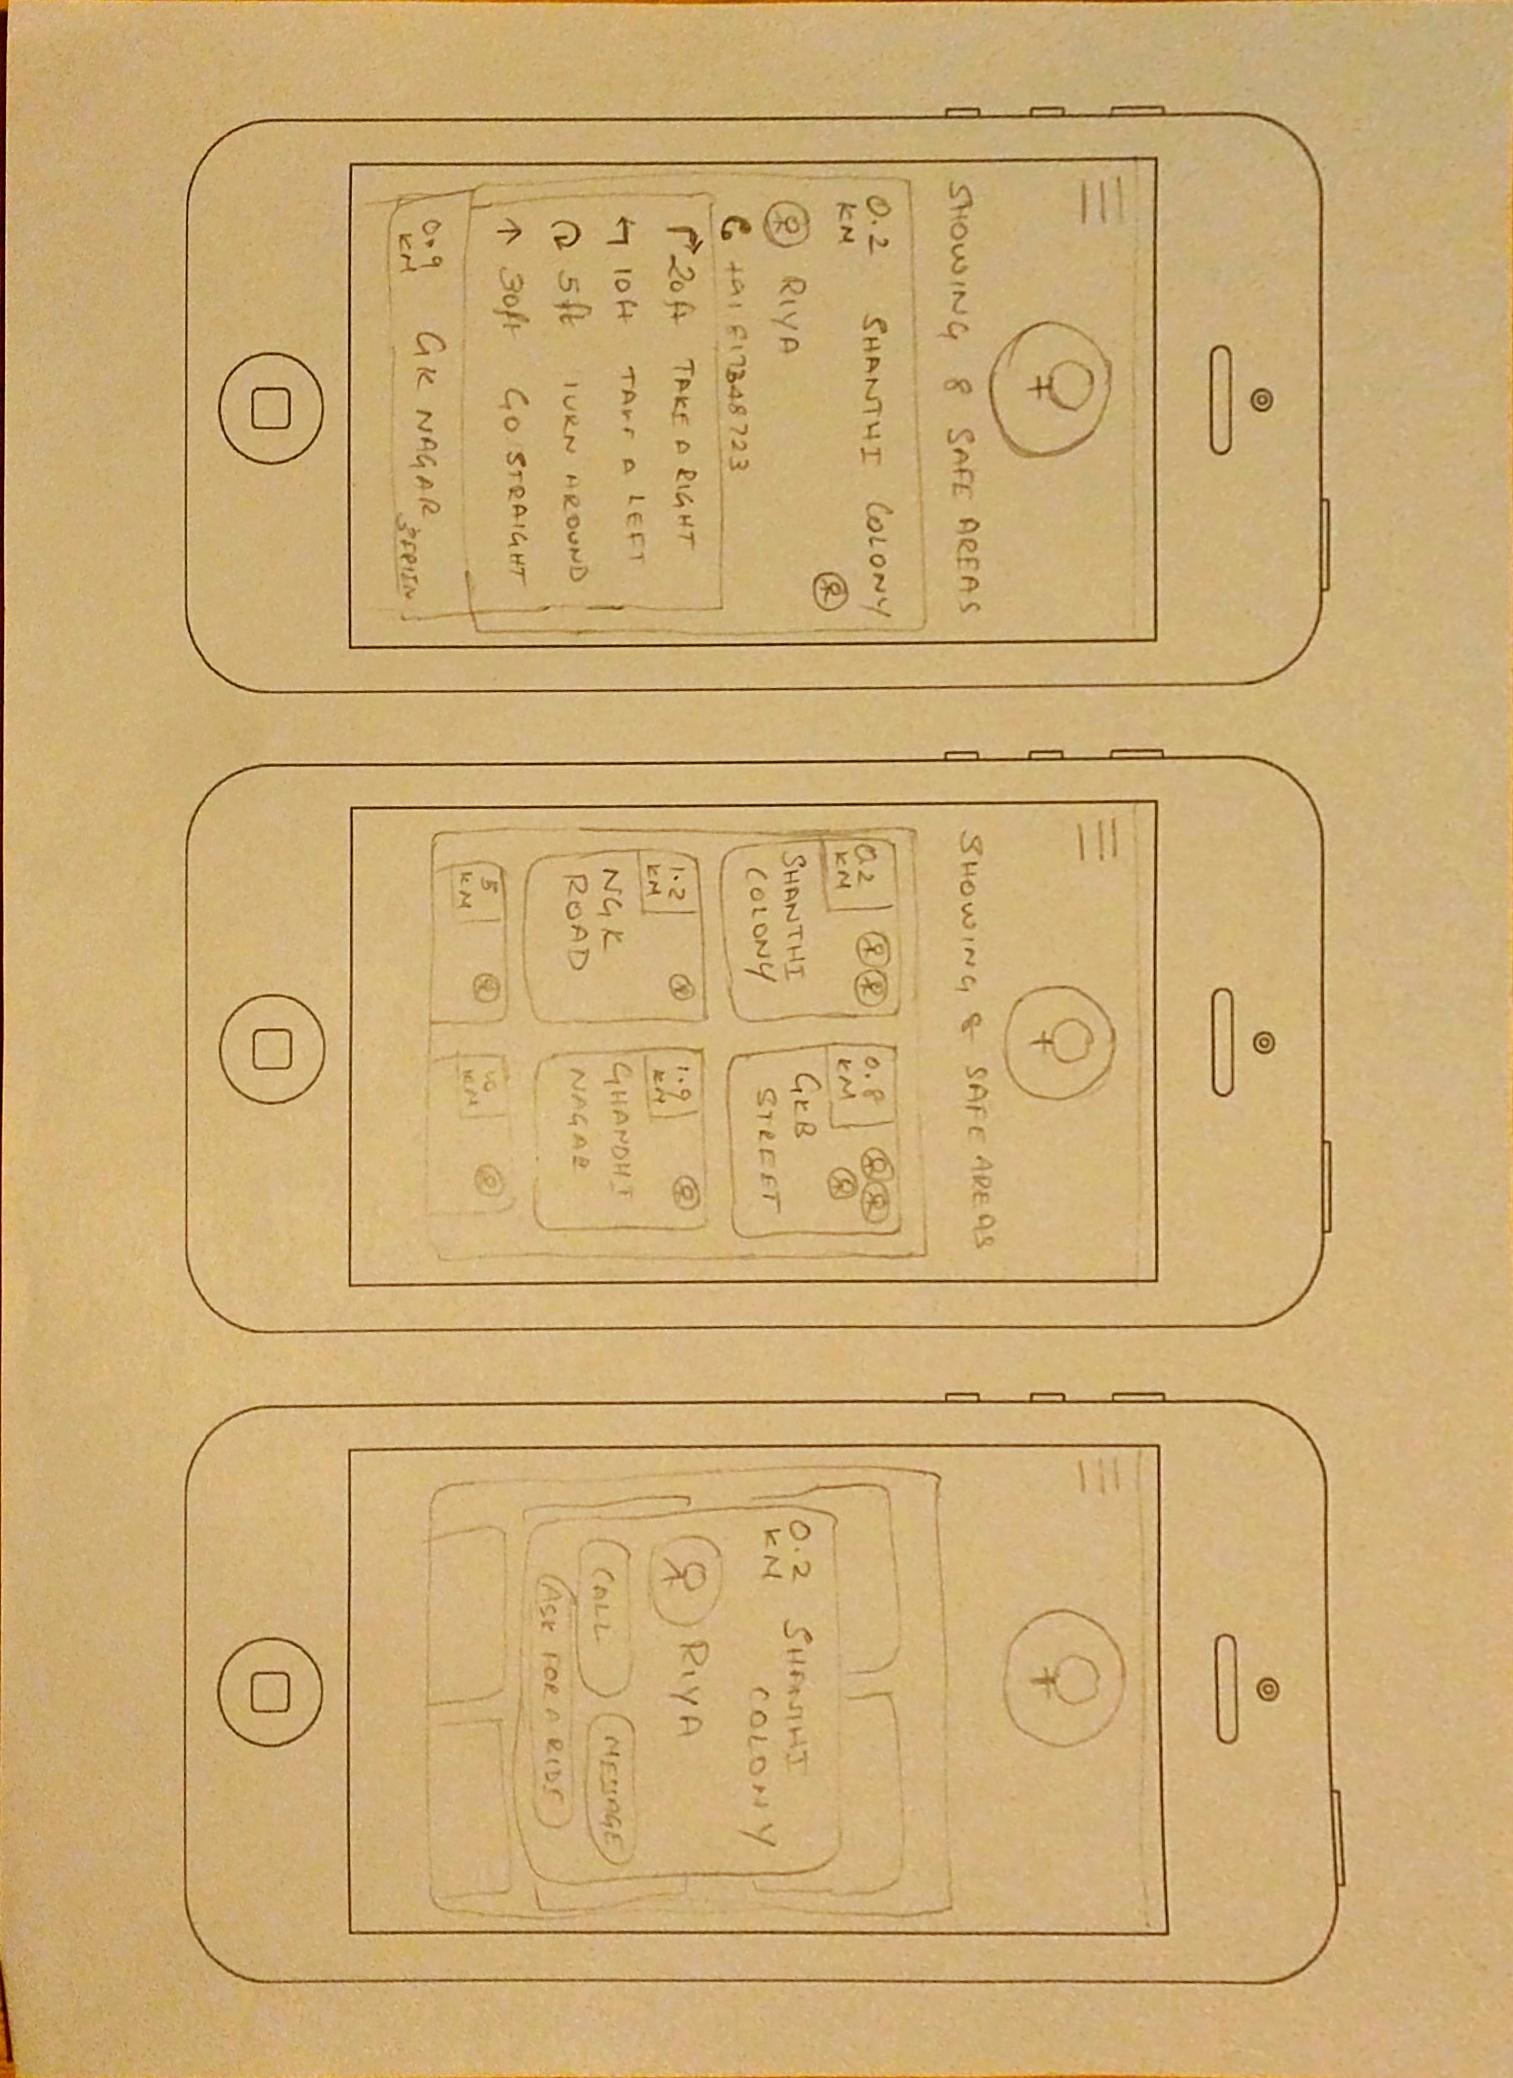 SHOWING 8 SAFE AREAS
0.2 SHANTHI COLONY
KM
RIYA
20ft TAKE A RIGHT
10ft TAKE A LEFT
5ft TURN AROUND
30ft GO STRAIGHT
0.9 GK NAGAR
KM
SHOWING 8 SAFE AREAS
0.2
KM
SHANTHI
COLONY
0.8
KM
GKB
STREET
1.2
KM
NGK
ROAD
1.9
KM
GHANDHI
NAGAR
5
KM
KM
0.2 SHANTHI
KM COLONY
RIYA
CALL MESSAGE
ASK FOR A RIDE